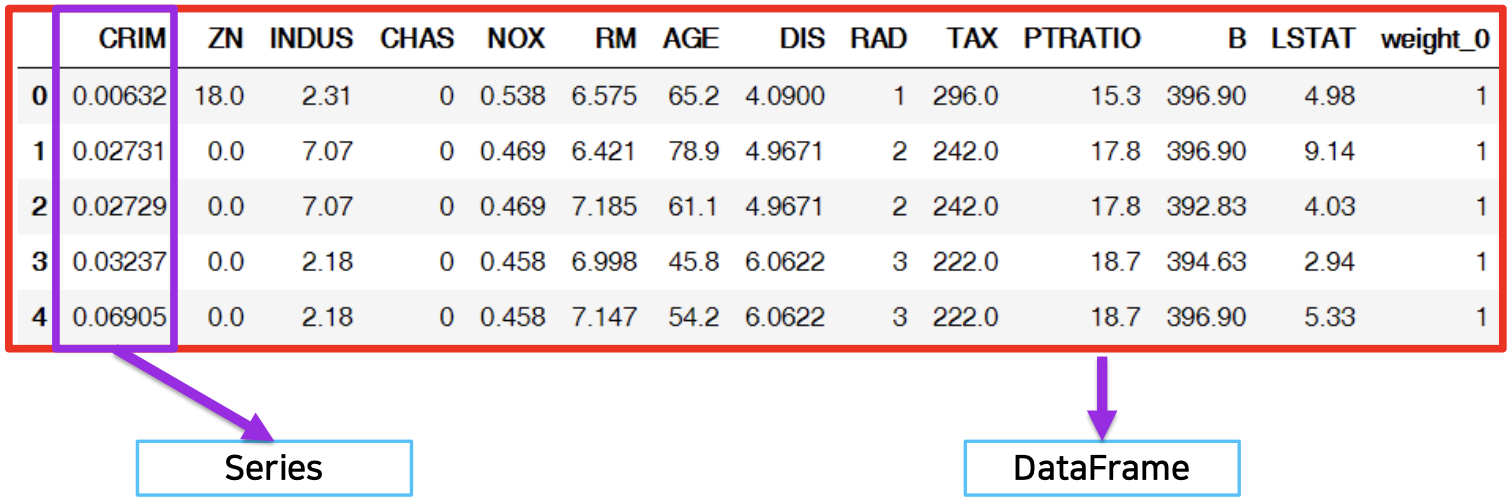 CRIM ZN INDUS CHAS NOX RM AGE DIS RAD TAX PTRATIO B LSTAT weight_0
0 0.00632 18.0 2.31 0 0.538 6.575 65.2 4.0900 1 296.0 15.3 396.90 4.98 1
1 0.02731 0.0 7.07 0 0.469 6.421 78.9 4.9671 2 242.0 17.8 396.90 9.14 1
2 0.02729 0.0 7.07 0 0.469 7.185 61.1 4.9671 2 242.0 17.8 392.83 4.03 1
3 0.03237 0.0 2.18 0 0.458 6.998 45.8 6.0622 3 222.0 18.7 394.63 2.94 1
4 0.06905 0.0 2.18 0 0.458 7.147 54.2 6.0622 3 222.0 18.7 396.90 5.33 1
Series DataFrame